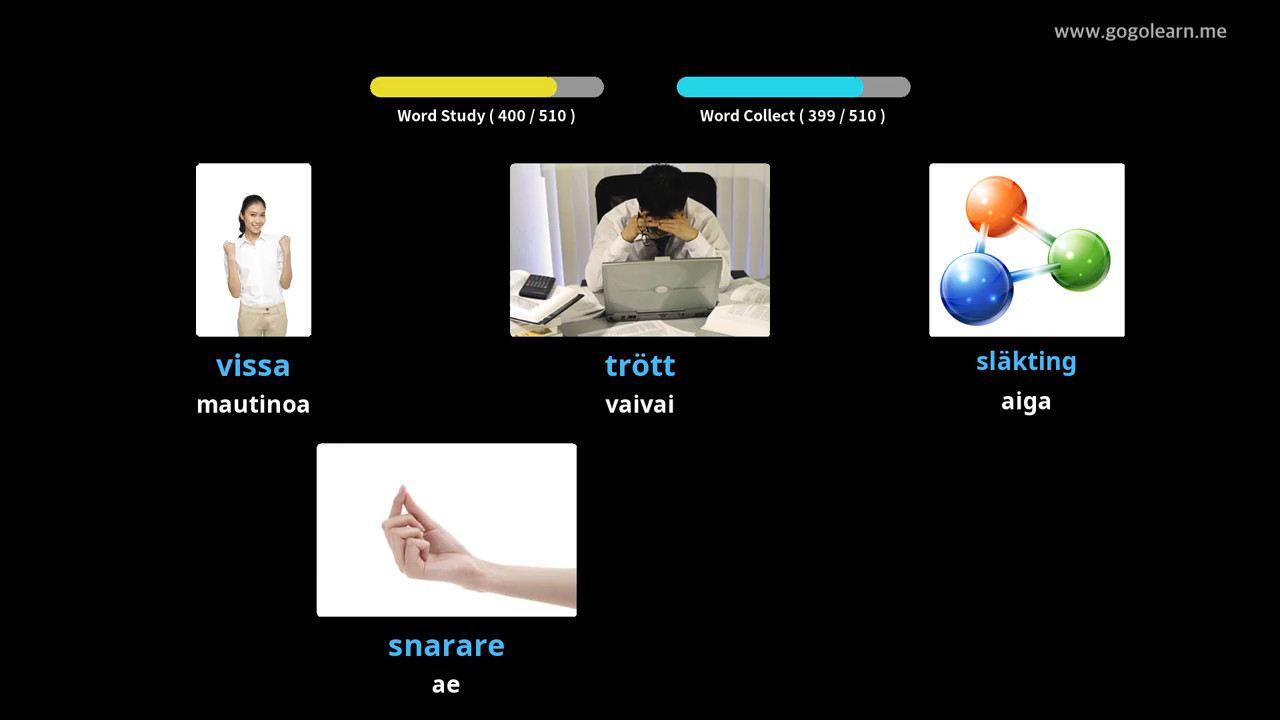 www.gogolearn.me
Word Study ( 400 / 510 )
Word Collect ( 399 / 510 )
vissa
mautinoa
trött
vaivai
släkting
aiga
snarare
ae